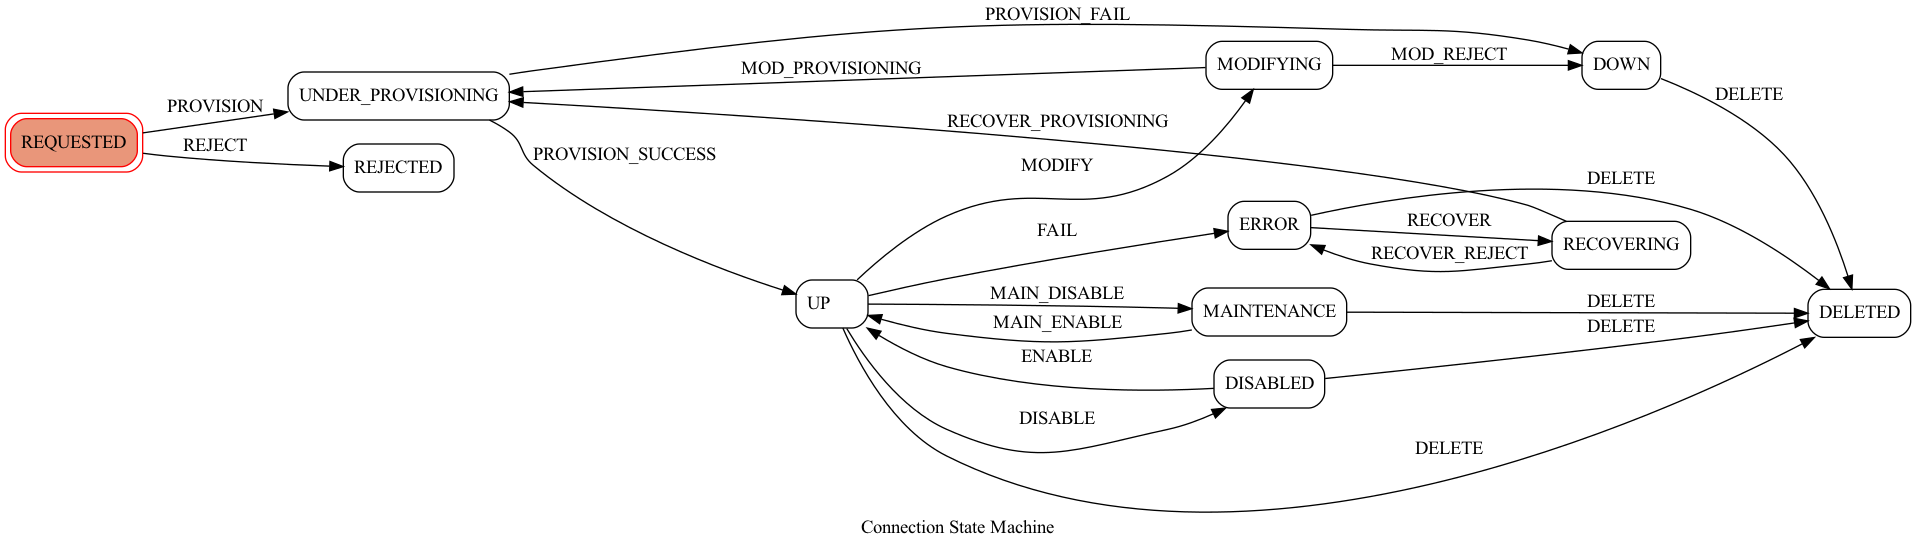 PROVISION_FAIL
MOD_PROVISIONING
MODIFYING
MOD_REJECT
DOWN
UNDER_PROVISIONING
PROVISION
DELETE
RECOVER_PROVISIONING
REQUESTED
REJECT
REJECTED
PROVISION_SUCCESS
MODIFY
DELETE
ERROR
RECOVER
FAIL
RECOVERING
RECOVER_REJECT
UP
MAIN_DISABLE
MAINTENANCE
DELETE
DELETED
MAIN_ENABLE
DELETE
ENABLE
DISABLED
DISABLE
DELETE
Connection State Machine